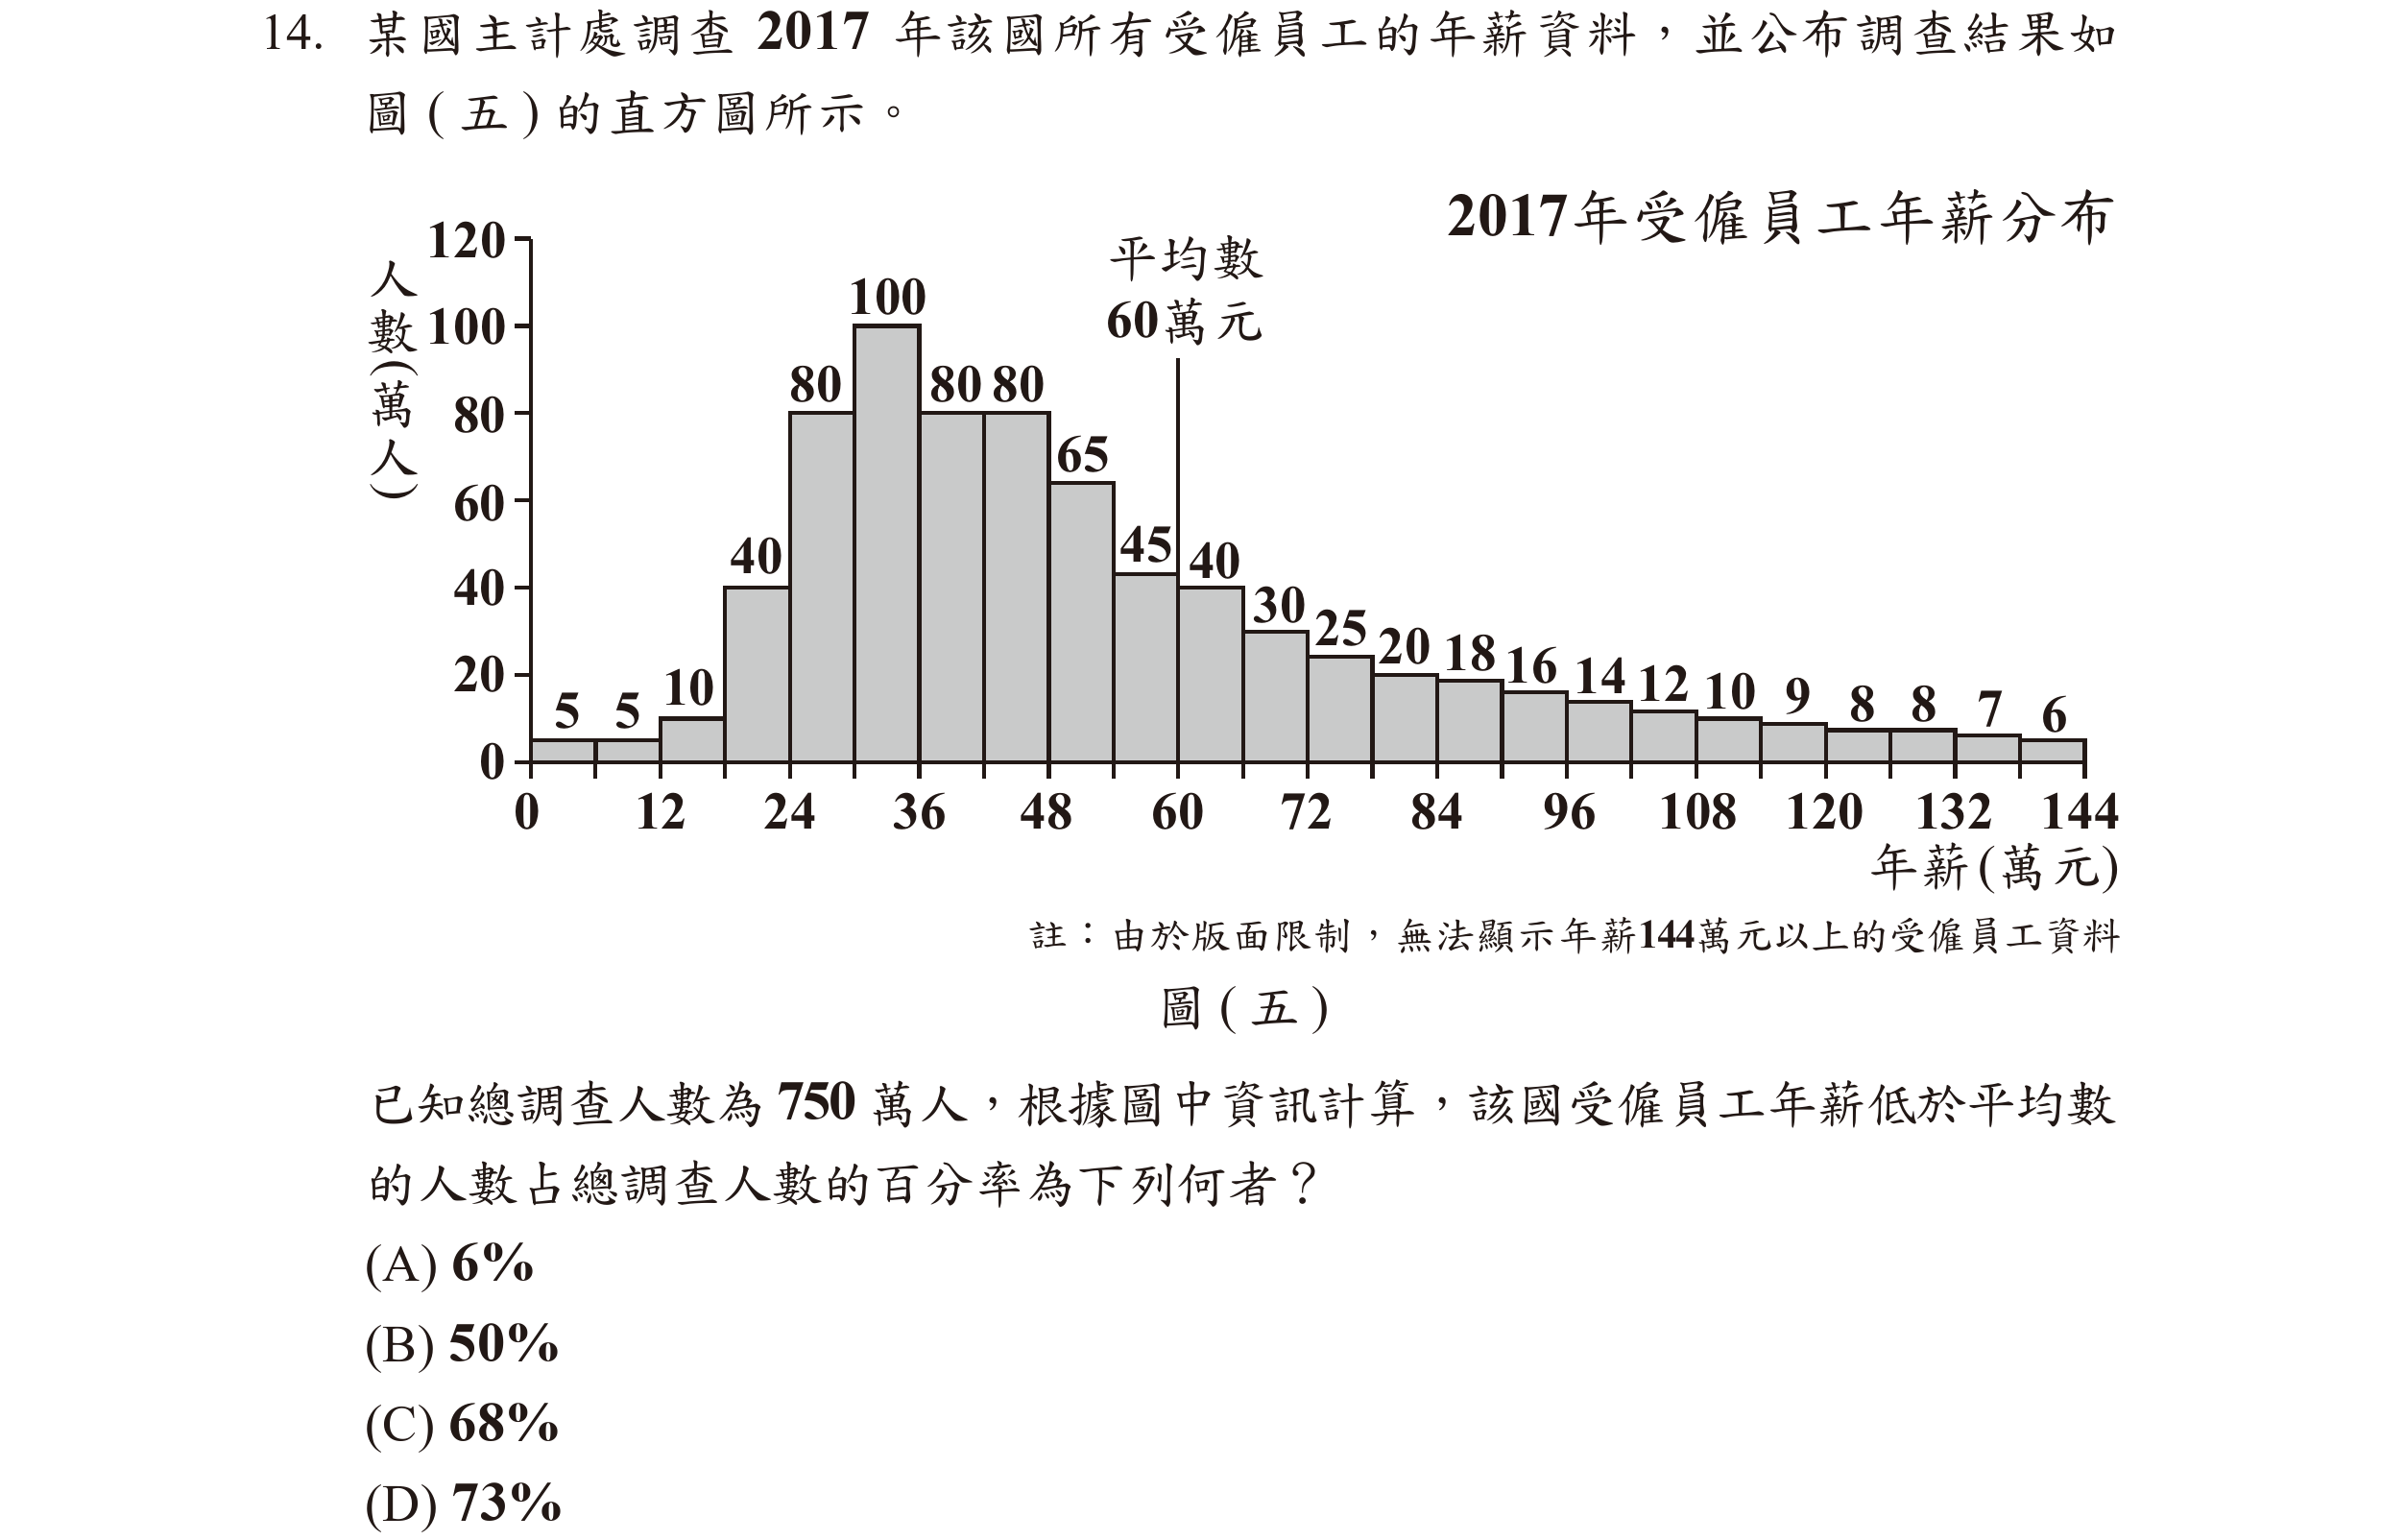 14. 某國主計處調查 2017 年該國所有受僱員工的年薪資料，並公布調查結果如
圖(五)的直方圖所示。
2017年受僱員工年薪分布
人數(萬人)
120
100
80
60
40
20
0
平均數
60萬元
5 5 10 40 80 100 80 80 65 45 40 30 25 20 18 16 14 12 10 9 8 8 7 6
0 12 24 36 48 60 72 84 96 108 120 132 144
年薪(萬元)
註：由於版面限制，無法顯示年薪144萬元以上的受僱員工資料
圖(五)
已知總調查人數為 750 萬人，根據圖中資訊計算，該國受僱員工年薪低於平均數
的人數占總調查人數的百分率為下列何者？
(A) 6%
(B) 50%
(C) 68%
(D) 73%